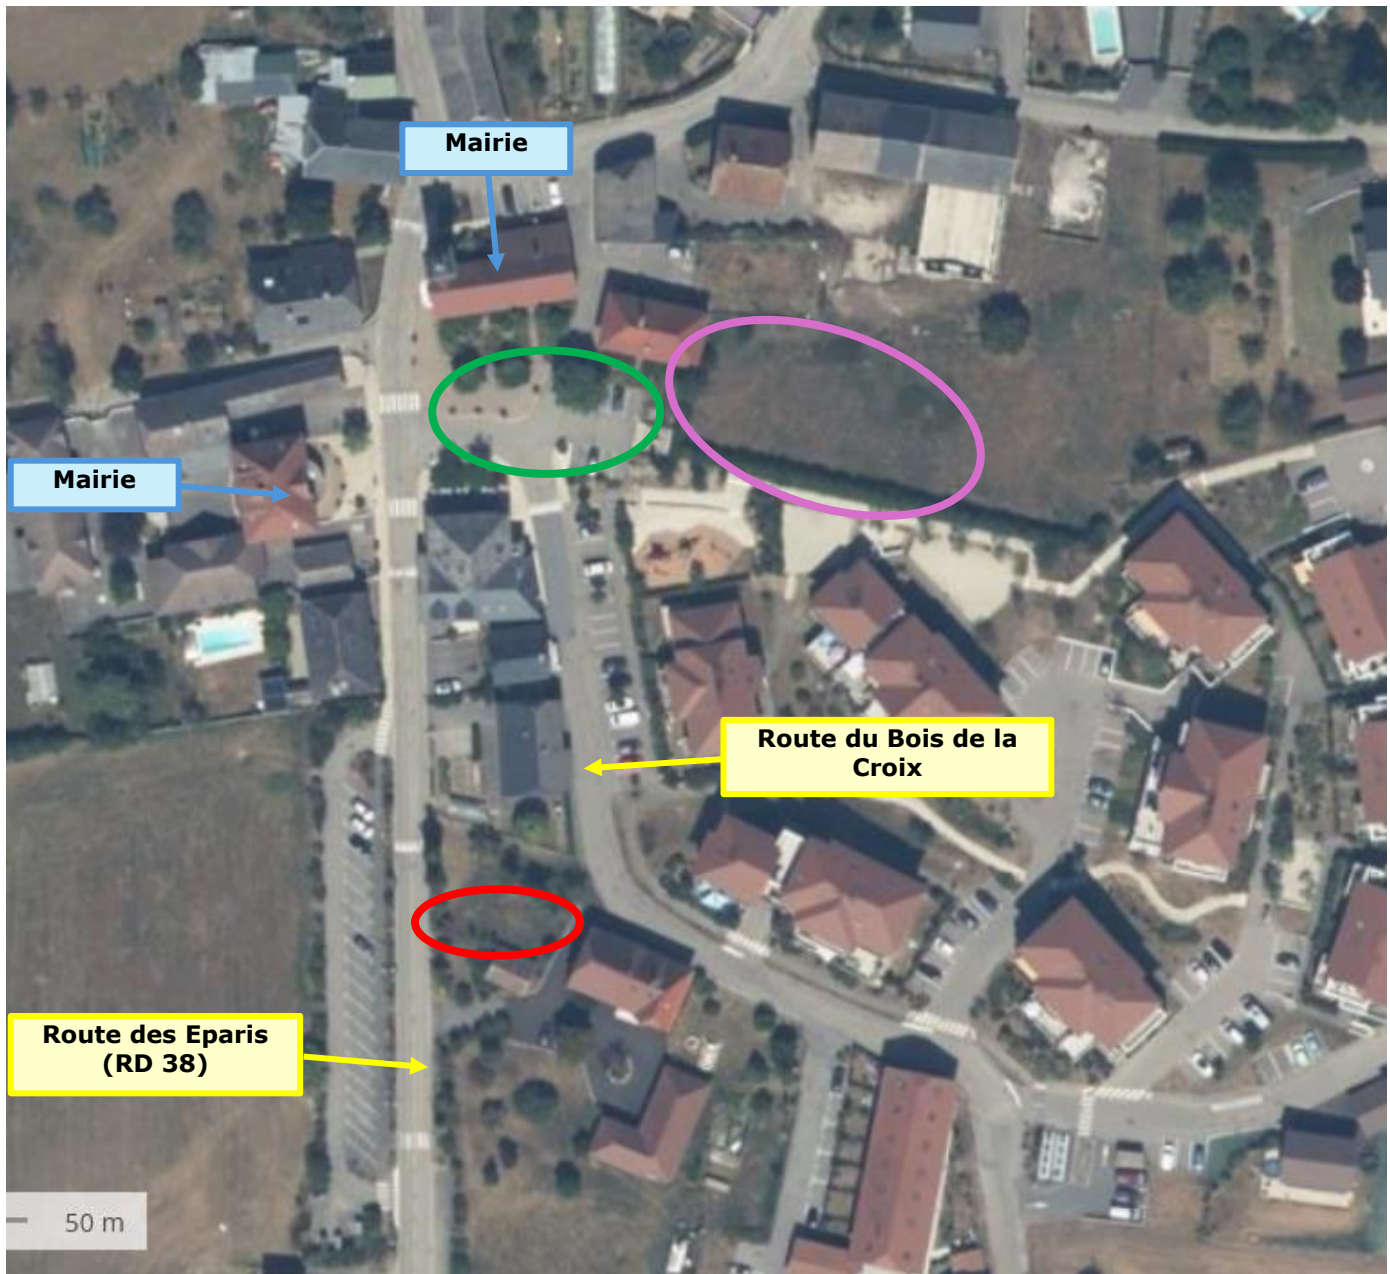 Mairie
Mairie
Route du Bois de la
Croix
Route des Eparis
(RD 38)
50 m